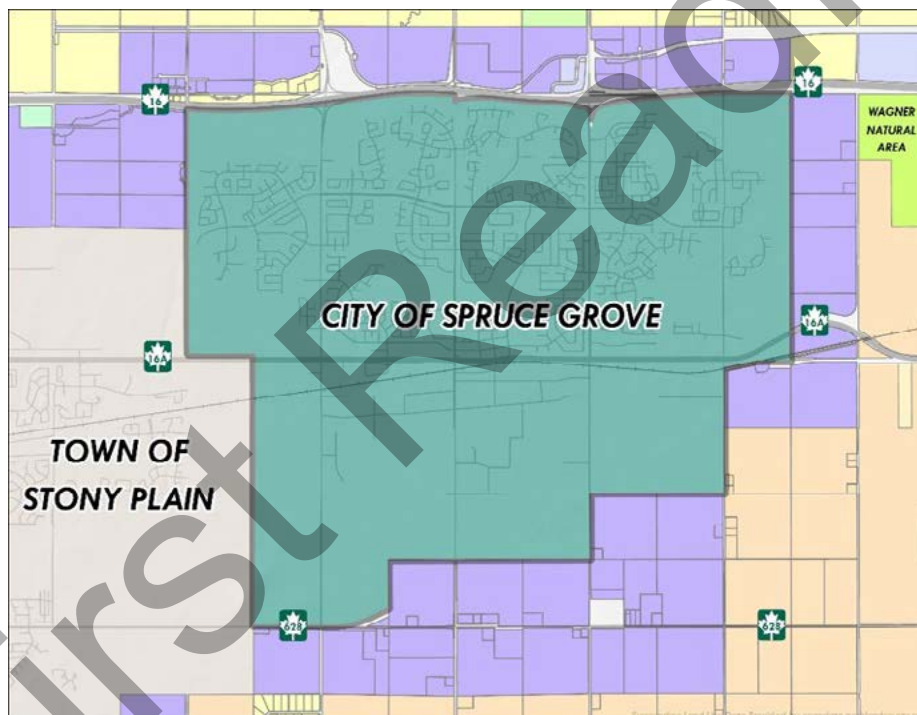 16
16
WAGNER
NATURAL
AREA
CITY OF SPRUCE GROVE
16A
16A
TOWN OF
STONY PLAIN
628
628
First Read